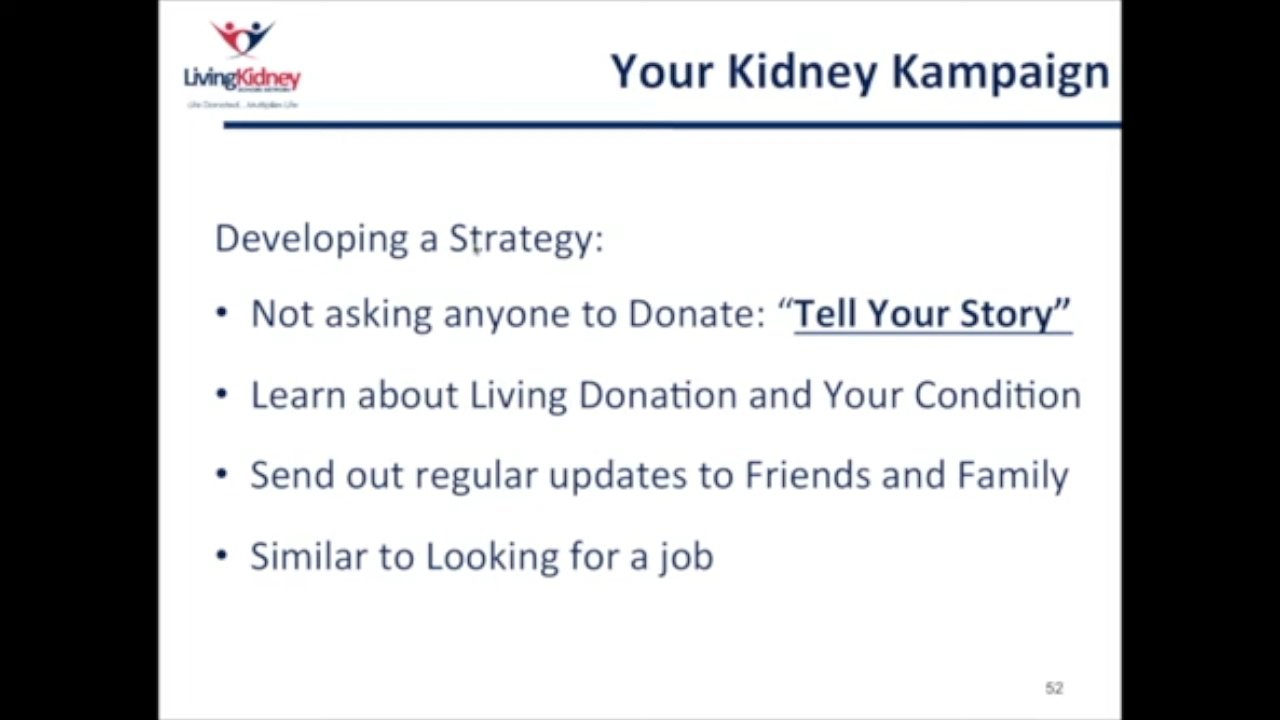 LivingKidney
Your Kidney Kampaign
Developing a Strategy:
• Not asking anyone to Donate: “Tell Your Story”
• Learn about Living Donation and Your Condition
• Send out regular updates to Friends and Family
• Similar to Looking for a job
52